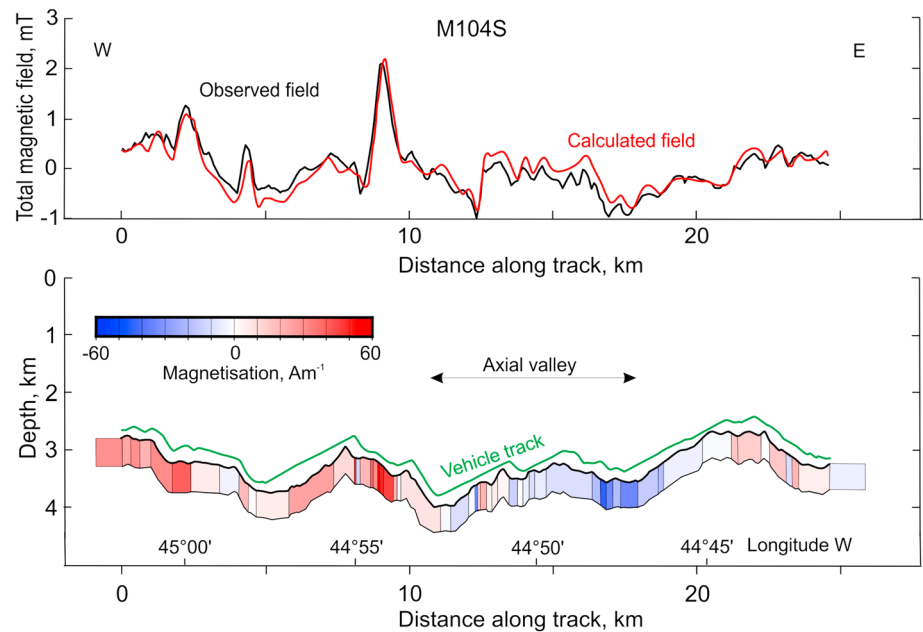 M104S
W
E
Total magnetic field, mT
3
2
1
0
-1
Observed field
Calculated field
0
10
20
Distance along track, km
Depth, km
0
1
2
3
4
-60
0
60
Magnetisation, Am⁻¹
Axial valley
Vehicle track
45°00'
44°55'
44°50'
44°45'
Longitude W
0
10
20
Distance along track, km